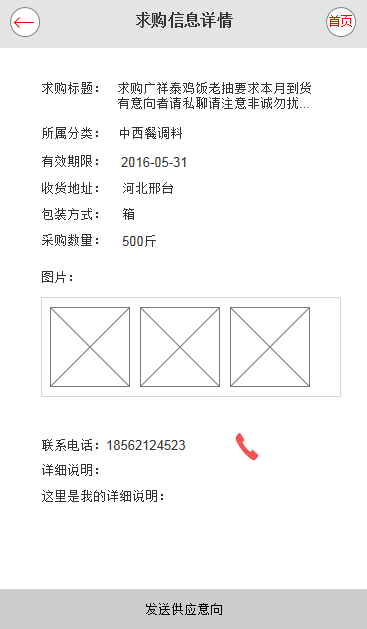 求购信息详情
首页
求购标题： 求购广祥泰鸡饭老抽要求本月到货
有意向者请私聊请注意非诚勿扰...
所属分类： 中西餐调料
有效期限： 2016-05-31
收货地址： 河北邢台
包装方式： 箱
采购数量： 500斤
图片：
联系电话：18562124523
详细说明：
这里是我的详细说明：
发送供应意向